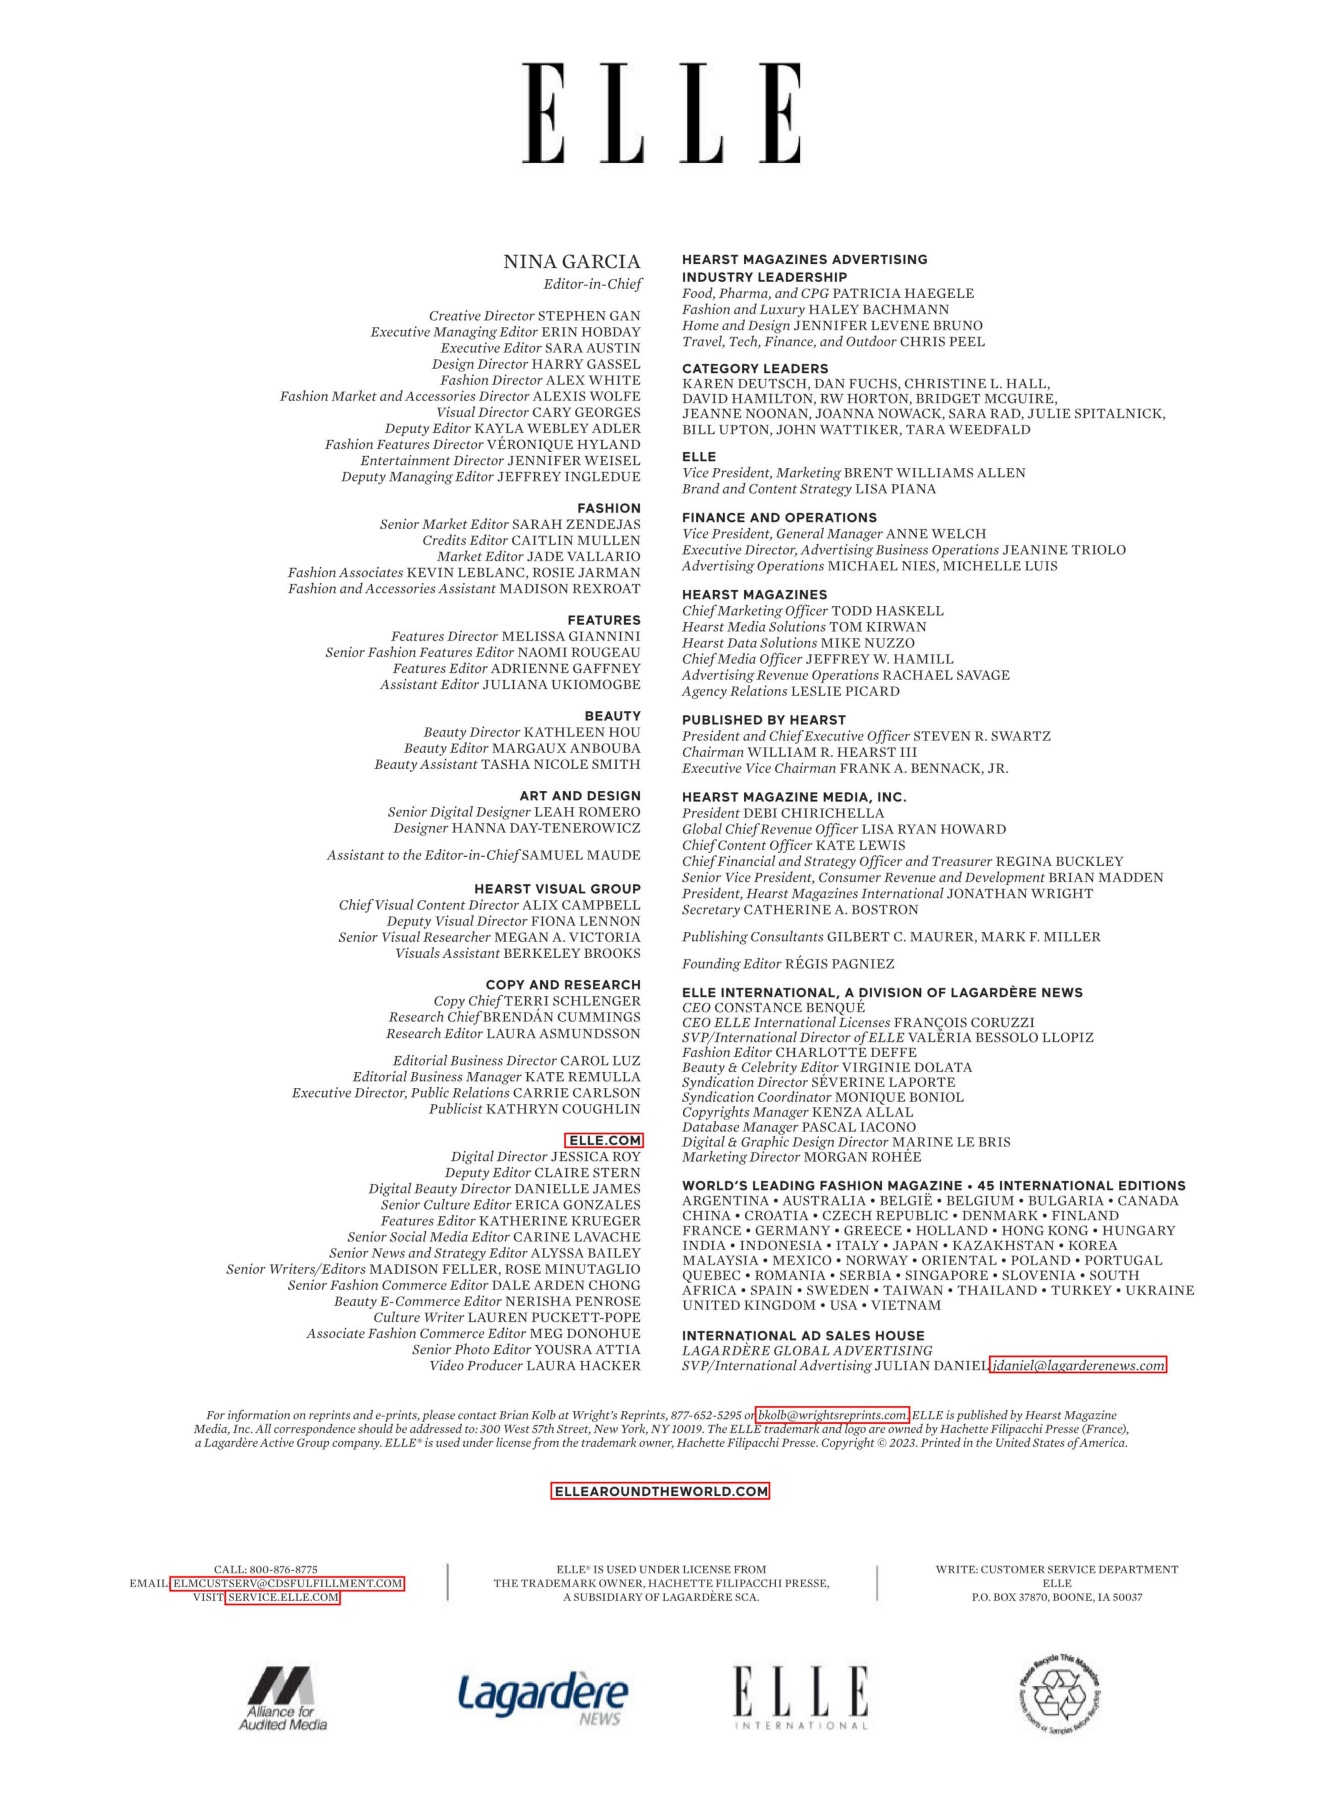 ELLE
NINA GARCIA
Editor-in-Chief
Creative Director STEPHEN GAN
Executive Managing Editor ERIN HOBDAY
Executive Editor SARA AUSTIN
Design Director HARRY GASSEL
Fashion Director ALEX WHITE
Fashion Market and Accessories Director ALEXIS WOLFE
Visual Director CARY GEORGES
Deputy Editor KAYLA WEBLEY ADLER
Fashion Features Director VÉRONIQUE HYLAND
Entertainment Director JENNIFER WEISEL
Deputy Managing Editor JEFFREY INGLEDUE
FASHION
Senior Market Editor SARAH ZENDEJAS
Credits Editor CAITLIN MULLEN
Market Editor JADE VALLARIO
Fashion Associates KEVIN LEBLANC, ROSIE JARMAN
Fashion and Accessories Assistant MADISON REXROAT
FEATURES
Features Director MELISSA GIANNINI
Senior Fashion Features Editor NAOMI ROUGEAU
Features Editor ADRIENNE GAFFNEY
Assistant Editor JULIANA UKIOMOGBE
BEAUTY
Beauty Director KATHLEEN HOU
Beauty Editor MARGAUX ANBOUBA
Beauty Assistant TASHA NICOLE SMITH
ART AND DESIGN
Senior Digital Designer LEAH ROMERO
Designer HANNA DAY-TENEROWICZ
Assistant to the Editor-in-Chief SAMUEL MAUDE
HEARST VISUAL GROUP
Chief Visual Content Director ALIX CAMPBELL
Deputy Visual Director FIONA LENNON
Senior Visual Researcher MEGAN A. VICTORIA
Visuals Assistant BERKELEY BROOKS
COPY AND RESEARCH
Copy Chief TERRI SCHLENGER
Research Chief BRENDÁN CUMMINGS
Research Editor LAURA ASMUNDSSON
Editorial Business Director CAROL LUZ
Editorial Business Manager KATE REMULLA
Executive Director, Public Relations CARRIE CARLSON
Publicist KATHRYN COUGHLIN
ELLE.COM
Digital Director JESSICA ROY
Deputy Editor CLAIRE STERN
Digital Beauty Director DANIELLE JAMES
Senior Culture Editor ERICA GONZALES
Features Editor KATHERINE KRUEGER
Senior Social Media Editor CARINE LAVACHE
Senior News and Strategy Editor ALYSSA BAILEY
Senior Writers/Editors MADISON FELLER, ROSE MINUTAGLIO
Senior Fashion Commerce Editor DALE ARDEN CHONG
Beauty E-Commerce Editor NERISHA PENROSE
Culture Writer LAUREN PUCKETT-POPE
Associate Fashion Commerce Editor MEG DONOHUE
Senior Photo Editor YOUSRA ATTIA
Video Producer LAURA HACKER
HEARST MAGAZINES ADVERTISING
INDUSTRY LEADERSHIP
Food, Pharma, and CPG PATRICIA HAEGELE
Fashion and Luxury HALEY BACHMANN
Home and Design JENNIFER LEVENE BRUNO
Travel, Tech, Finance, and Outdoor CHRIS PEEL
CATEGORY LEADERS
KAREN DEUTSCH, DAN FUCHS, CHRISTINE L. HALL,
DAVID HAMILTON, RW HORTON, BRIDGET MCGUIRE,
JEANNE NOONAN, JOANNA NOWACK, SARA RAD, JULIE SPITALNICK,
BILL UPTON, JOHN WATTIKER, TARA WEEDFALD
ELLE
Vice President, Marketing BRENT WILLIAMS ALLEN
Brand and Content Strategy LISA PIANA
FINANCE AND OPERATIONS
Vice President, General Manager ANNE WELCH
Executive Director, Advertising Business Operations JEANINE TRIOLO
Advertising Operations MICHAEL NIES, MICHELLE LUIS
HEARST MAGAZINES
Chief Marketing Officer TODD HASKELL
Hearst Media Solutions TOM KIRWAN
Hearst Data Solutions MIKE NUZZO
Chief Media Officer JEFFREY W. HAMILL
Advertising Revenue Operations RACHAEL SAVAGE
Agency Relations LESLIE PICARD
PUBLISHED BY HEARST
President and Chief Executive Officer STEVEN R. SWARTZ
Chairman WILLIAM R. HEARST III
Executive Vice Chairman FRANK A. BENNACK, JR.
HEARST MAGAZINE MEDIA, INC.
President DEBI CHIRICHELLA
Global Chief Revenue Officer LISA RYAN HOWARD
Chief Content Officer KATE LEWIS
Chief Financial and Strategy Officer and Treasurer REGINA BUCKLEY
Senior Vice President, Consumer Revenue and Development BRIAN MADDEN
President, Hearst Magazines International JONATHAN WRIGHT
Secretary CATHERINE A. BOSTRON
Publishing Consultants GILBERT C. MAURER, MARK F. MILLER
Founding Editor RÉGIS PAGNIEZ
ELLE INTERNATIONAL, A DIVISION OF LAGARDÈRE NEWS
CEO CONSTANCE BENQUÉ
CEO ELLE International Licenses FRANÇOIS CORUZZI
SVP/International Director of ELLE VALÉRIA BESSOLO LLOPIZ
Fashion Editor CHARLOTTE DEFFE
Beauty & Celebrity Editor VIRGINIE DOLATA
Syndication Director SÉVERINE LAPORTE
Syndication Coordinator MONIQUE BONIOL
Copyrights Manager KENZA ALLAL
Database Manager PASCAL IACONO
Digital & Graphic Design Director MARINE LE BRIS
Marketing Director MORGAN ROHÉE
WORLD'S LEADING FASHION MAGAZINE • 45 INTERNATIONAL EDITIONS
ARGENTINA • AUSTRALIA • BELGIË • BELGIUM • BULGARIA • CANADA
CHINA • CROATIA • CZECH REPUBLIC • DENMARK • FINLAND
FRANCE • GERMANY • GREECE • HOLLAND • HONG KONG • HUNGARY
INDIA • INDONESIA • ITALY • JAPAN • KAZAKHSTAN • KOREA
MALAYSIA • MEXICO • NORWAY • ORIENTAL • POLAND • PORTUGAL
QUEBEC • ROMANIA • SERBIA • SINGAPORE • SLOVENIA • SOUTH
AFRICA • SPAIN • SWEDEN • TAIWAN • THAILAND • TURKEY • UKRAINE
UNITED KINGDOM • USA • VIETNAM
INTERNATIONAL AD SALES HOUSE
LAGARDÈRE GLOBAL ADVERTISING
SVP/International Advertising JULIAN DANIEL jdaniel@lagarderenews.com
For information on reprints and e-prints, please contact Brian Kolb at Wright's Reprints, 877-652-5295 or bkolb@wrightsreprints.com. ELLE is published by Hearst Magazine
Media, Inc. All correspondence should be addressed to: 300 West 57th Street, New York, NY 10019. The ELLE trademark and logo are owned by Hachette Filipacchi Presse (France),
a Lagardère Active Group company. ELLE® is used under license from the trademark owner, Hachette Filipacchi Presse. Copyright © 2023. Printed in the United States of America.
ELLEAROUNDTHEWORLD.COM
CALL: 800-876-8775
EMAIL ELMCUSTSERV@CDSFULFILLMENT.COM
VISIT SERVICE.ELLE.COM
ELLE® IS USED UNDER LICENSE FROM
THE TRADEMARK OWNER, HACHETTE FILIPACCHI PRESSE,
A SUBSIDIARY OF LAGARDÈRE SCA.
WRITE: CUSTOMER SERVICE DEPARTMENT
ELLE
P.O. BOX 37870, BOONE, IA 50037
Alliance for
Audited Media
Lagardère
NEWS
ELLE
INTERNATIONAL
Please Recycle This Magazine
Remove Inserts or Samples Before Recycling